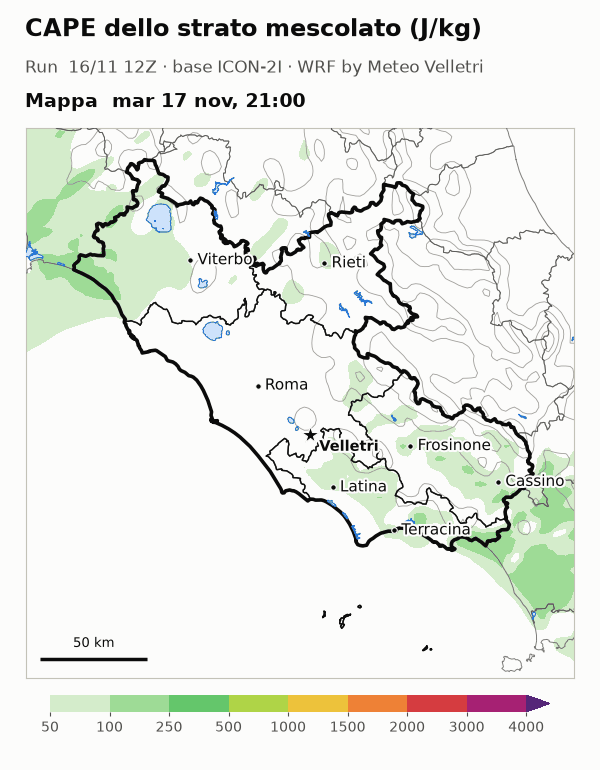 CAPE dello strato mescolato (J/kg)
Run 16/11 12Z · base ICON-2I · WRF by Meteo Velletri
Mappa mar 17 nov, 21:00
Viterbo
Rieti
Roma
Velletri
Frosinone
Cassino
Latina
Terracina
50 km
50 100 250 500 1000 1500 2000 3000 4000